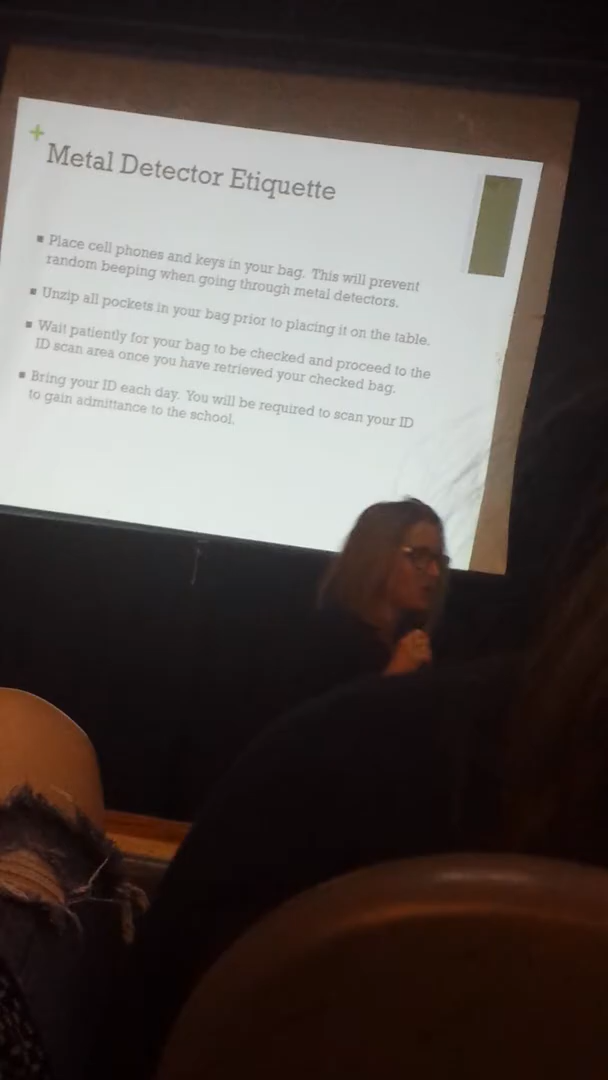 Metal Detector Etiquette
Place cell phones and keys in your bag. This will prevent
random beeping when going through metal detectors.
Unzip all pockets in your bag prior to placing it on the table.
Wait patiently for your bag to be checked and proceed to the
ID scan area once you have retrieved your checked bag.
Bring your ID each day. You will be required to scan your ID
to gain admittance to the school.